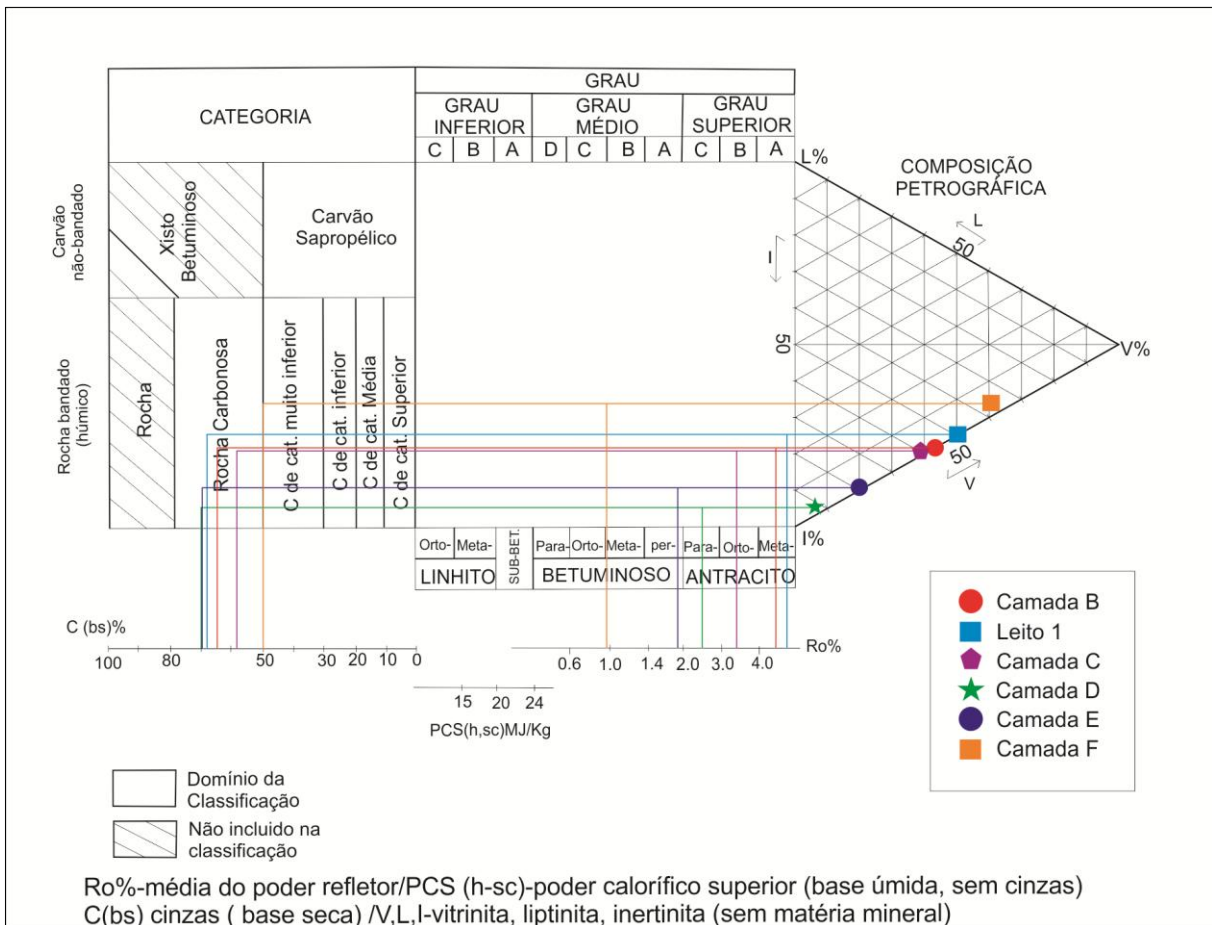 CATEGORIA
GRAU
GRAU
INFERIOR
GRAU
MÉDIO
GRAU
SUPERIOR
C B A D C B A C B A
L%
COMPOSIÇÃO
PETROGRÁFICA
L
50
I
50
V%
50
V
I%
Carvão
não-bandado
Xisto
Betuminoso
Carvão
Sapropélico
Rocha bandado
(húmico)
Rocha
Rocha Carbonosa
C de cat. muito inferior
C de cat. inferior
C de cat. Média
C de cat. Superior
Orto- Meta- SUB-BET. Para- Orto- Meta- per- Para- Orto- Meta-
LINHITO BETUMINOSO ANTRACITO
C (bs)%
100 80 50 30 20 10 0
0.6 1.0 1.4 2.0 3.0 4.0 Ro%
15 20 24
PCS(h,sc)MJ/Kg
Camada B
Leito 1
Camada C
Camada D
Camada E
Camada F
Domínio da
Classificação
Não incluido na
classificação
Ro%-média do poder refletor/PCS (h-sc)-poder calorífico superior (base úmida, sem cinzas)
C(bs) cinzas ( base seca) /V,L,I-vitrinita, liptinita, inertinita (sem matéria mineral)